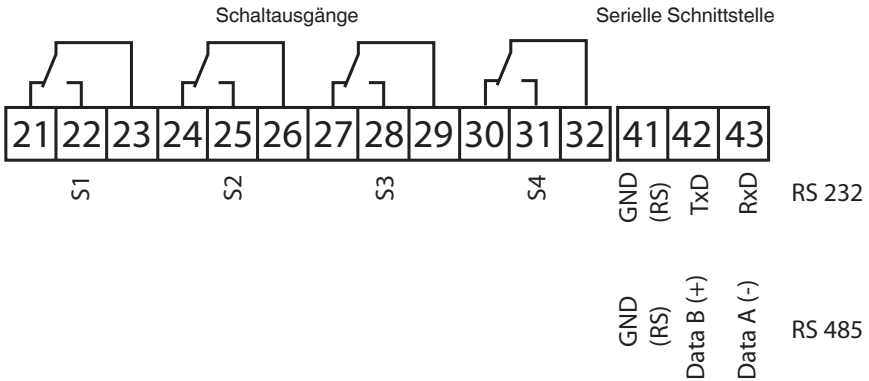 Schaltausgänge Serielle Schnittstelle
21 22 23 24 25 26 27 28 29 30 31 32 41 42 43
S1 S2 S3 S4 GND (RS) TxD RxD RS 232
GND (RS) Data B (+) Data A (-) RS 485